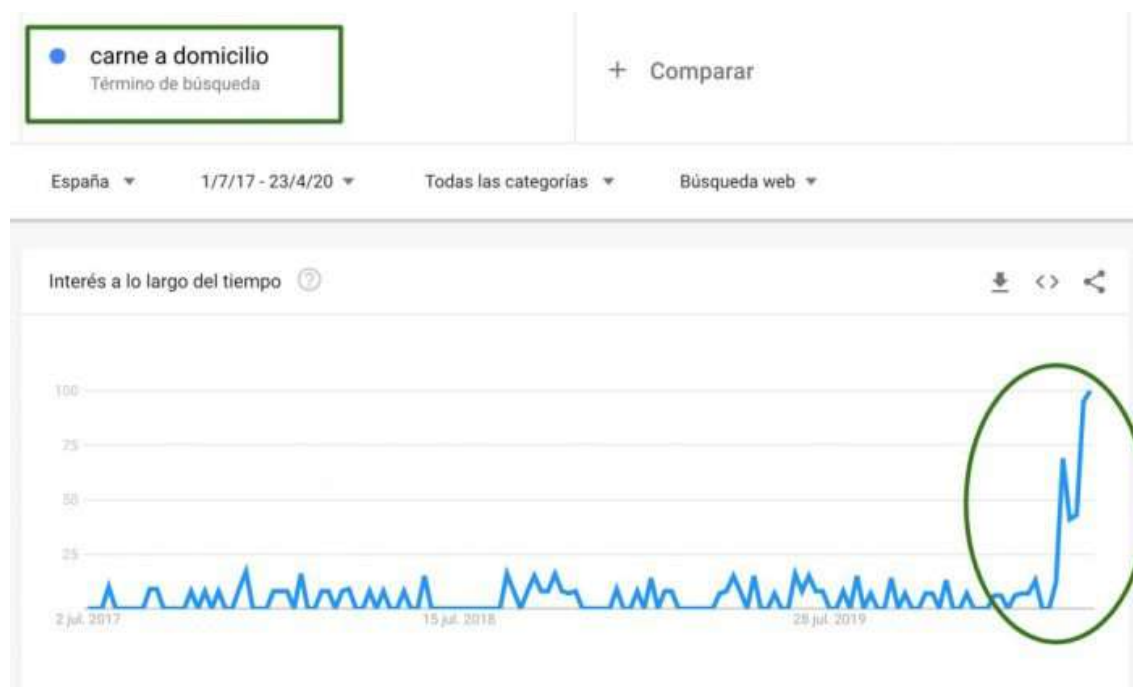 carne a domicilio
Término de búsqueda
+ Comparar
España
1/7/17 - 23/4/20
Todas las categorías
Búsqueda web
Interés a lo largo del tiempo
100
75
50
25
2 jul. 2017
15 jul. 2018
28 jul. 2019